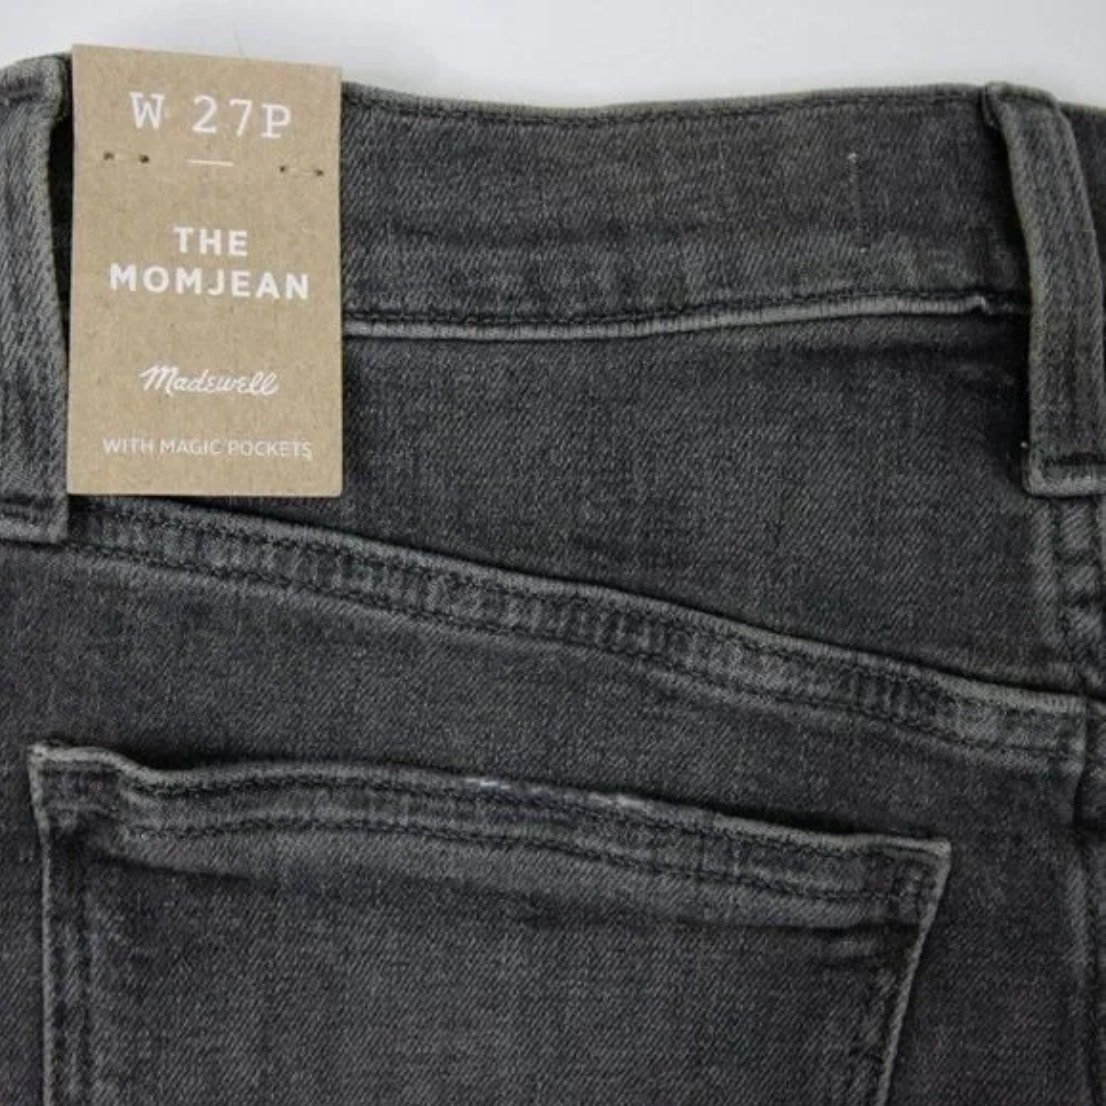 W 27P
THE
MOMJEAN
Madewell
WITH MAGIC POCKETS